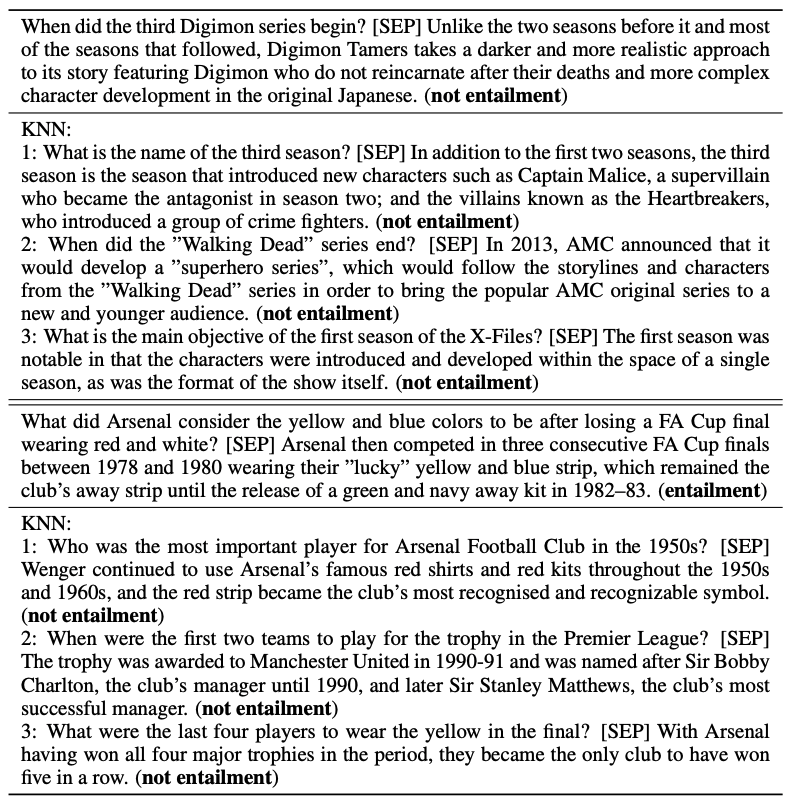 When did the third Digimon series begin? [SEP] Unlike the two seasons before it and most
of the seasons that followed, Digimon Tamers takes a darker and more realistic approach
to its story featuring Digimon who do not reincarnate after their deaths and more complex
character development in the original Japanese. (not entailment)
KNN:
1: What is the name of the third season? [SEP] In addition to the first two seasons, the third
season is the season that introduced new characters such as Captain Malice, a supervillain
who became the antagonist in season two; and the villains known as the Heartbreakers,
who introduced a group of crime fighters. (not entailment)
2: When did the ”Walking Dead” series end? [SEP] In 2013, AMC announced that it
would develop a ”superhero series”, which would follow the storylines and characters
from the ”Walking Dead” series in order to bring the popular AMC original series to a
new and younger audience. (not entailment)
3: What is the main objective of the first season of the X-Files? [SEP] The first season was
notable in that the characters were introduced and developed within the space of a single
season, as was the format of the show itself. (not entailment)
What did Arsenal consider the yellow and blue colors to be after losing a FA Cup final
wearing red and white? [SEP] Arsenal then competed in three consecutive FA Cup finals
between 1978 and 1980 wearing their ”lucky” yellow and blue strip, which remained the
club’s away strip until the release of a green and navy away kit in 1982–83. (entailment)
KNN:
1: Who was the most important player for Arsenal Football Club in the 1950s? [SEP]
Wenger continued to use Arsenal’s famous red shirts and red kits throughout the 1950s
and 1960s, and the red strip became the club’s most recognised and recognizable symbol.
(not entailment)
2: When were the first two teams to play for the trophy in the Premier League? [SEP]
The trophy was awarded to Manchester United in 1990-91 and was named after Sir Bobby
Charlton, the club’s manager until 1990, and later Sir Stanley Matthews, the club’s most
successful manager. (not entailment)
3: What were the last four players to wear the yellow in the final? [SEP] With Arsenal
having won all four major trophies in the period, they became the only club to have won
five in a row. (not entailment)